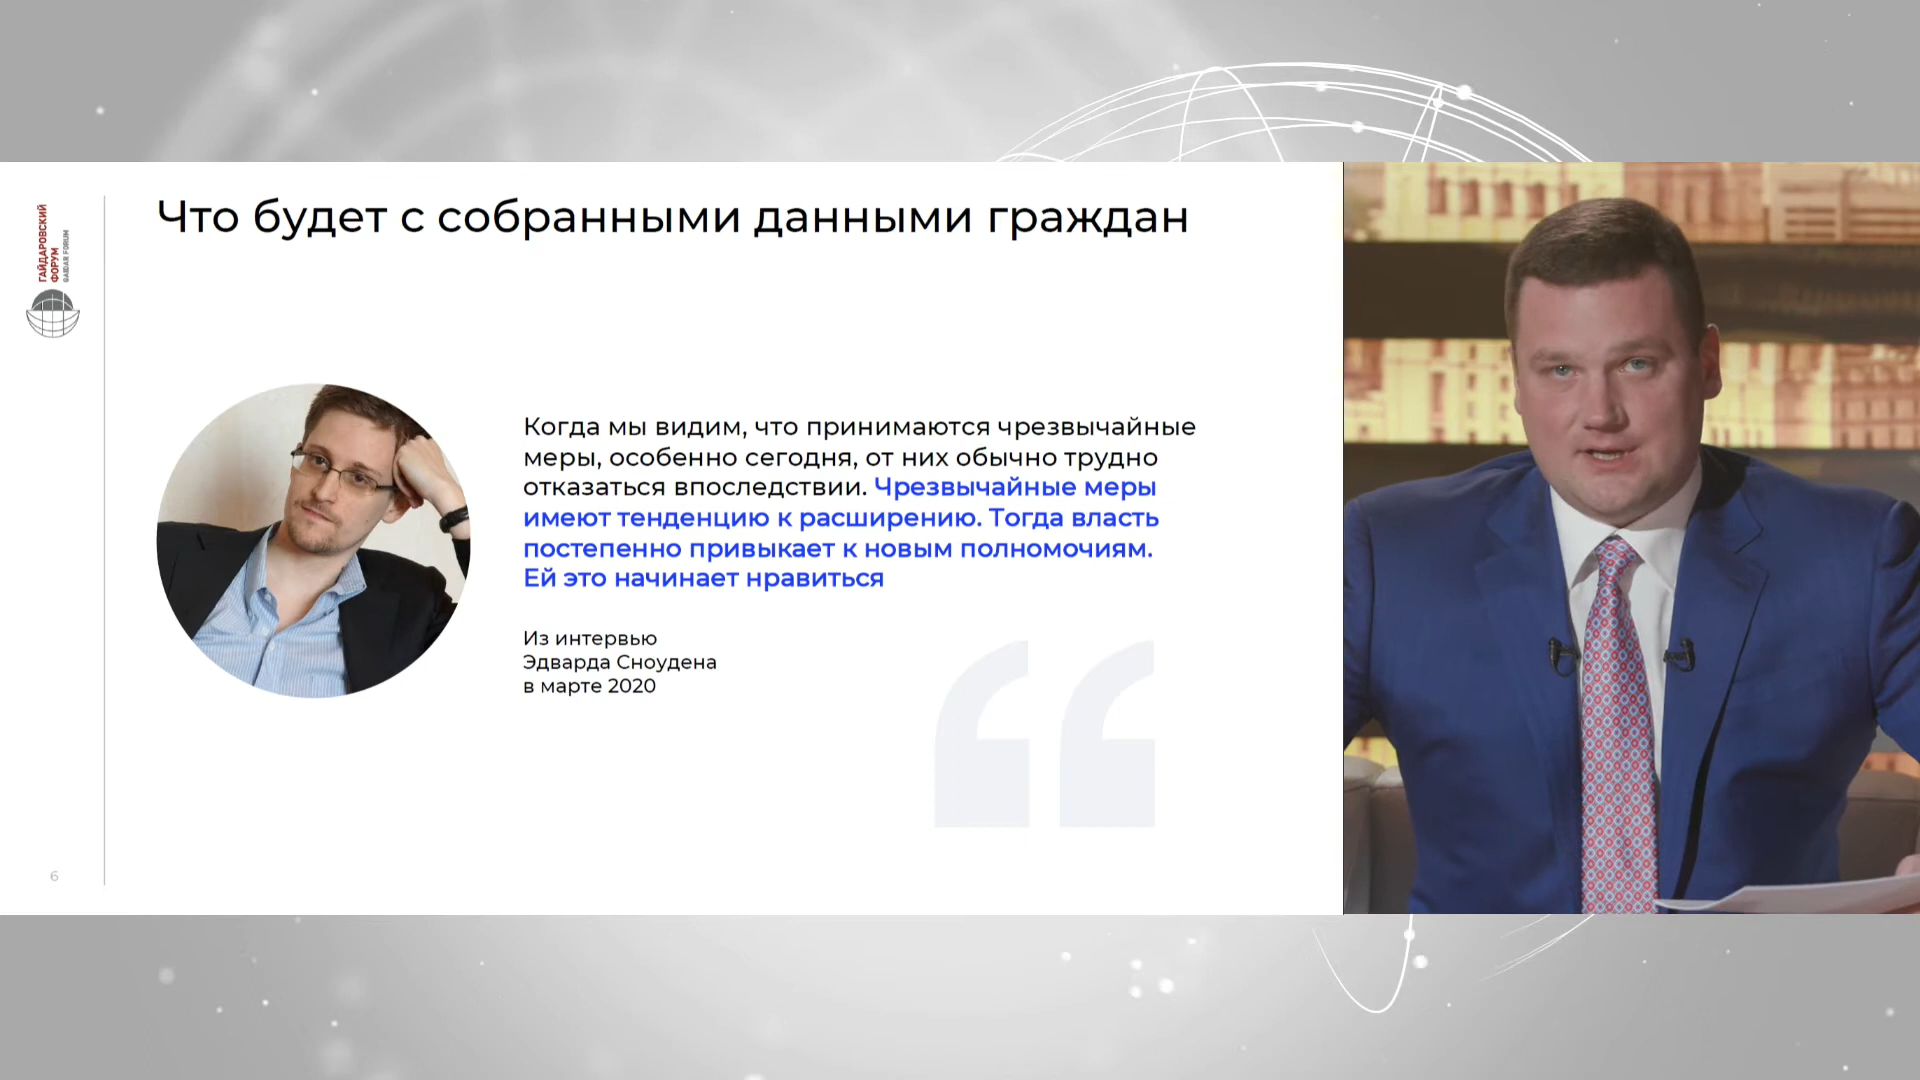 Что будет с собранными данными граждан
ГАЙДАРОВСКИЙ
ФОРУМ
GAIDAR FORUM
Когда мы видим, что принимаются чрезвычайные
меры, особенно сегодня, от них обычно трудно
отказаться впоследствии. Чрезвычайные меры
имеют тенденцию к расширению. Тогда власть
постепенно привыкает к новым полномочиям.
Ей это начинает нравиться
Из интервью
Эдварда Сноудена
в марте 2020
6